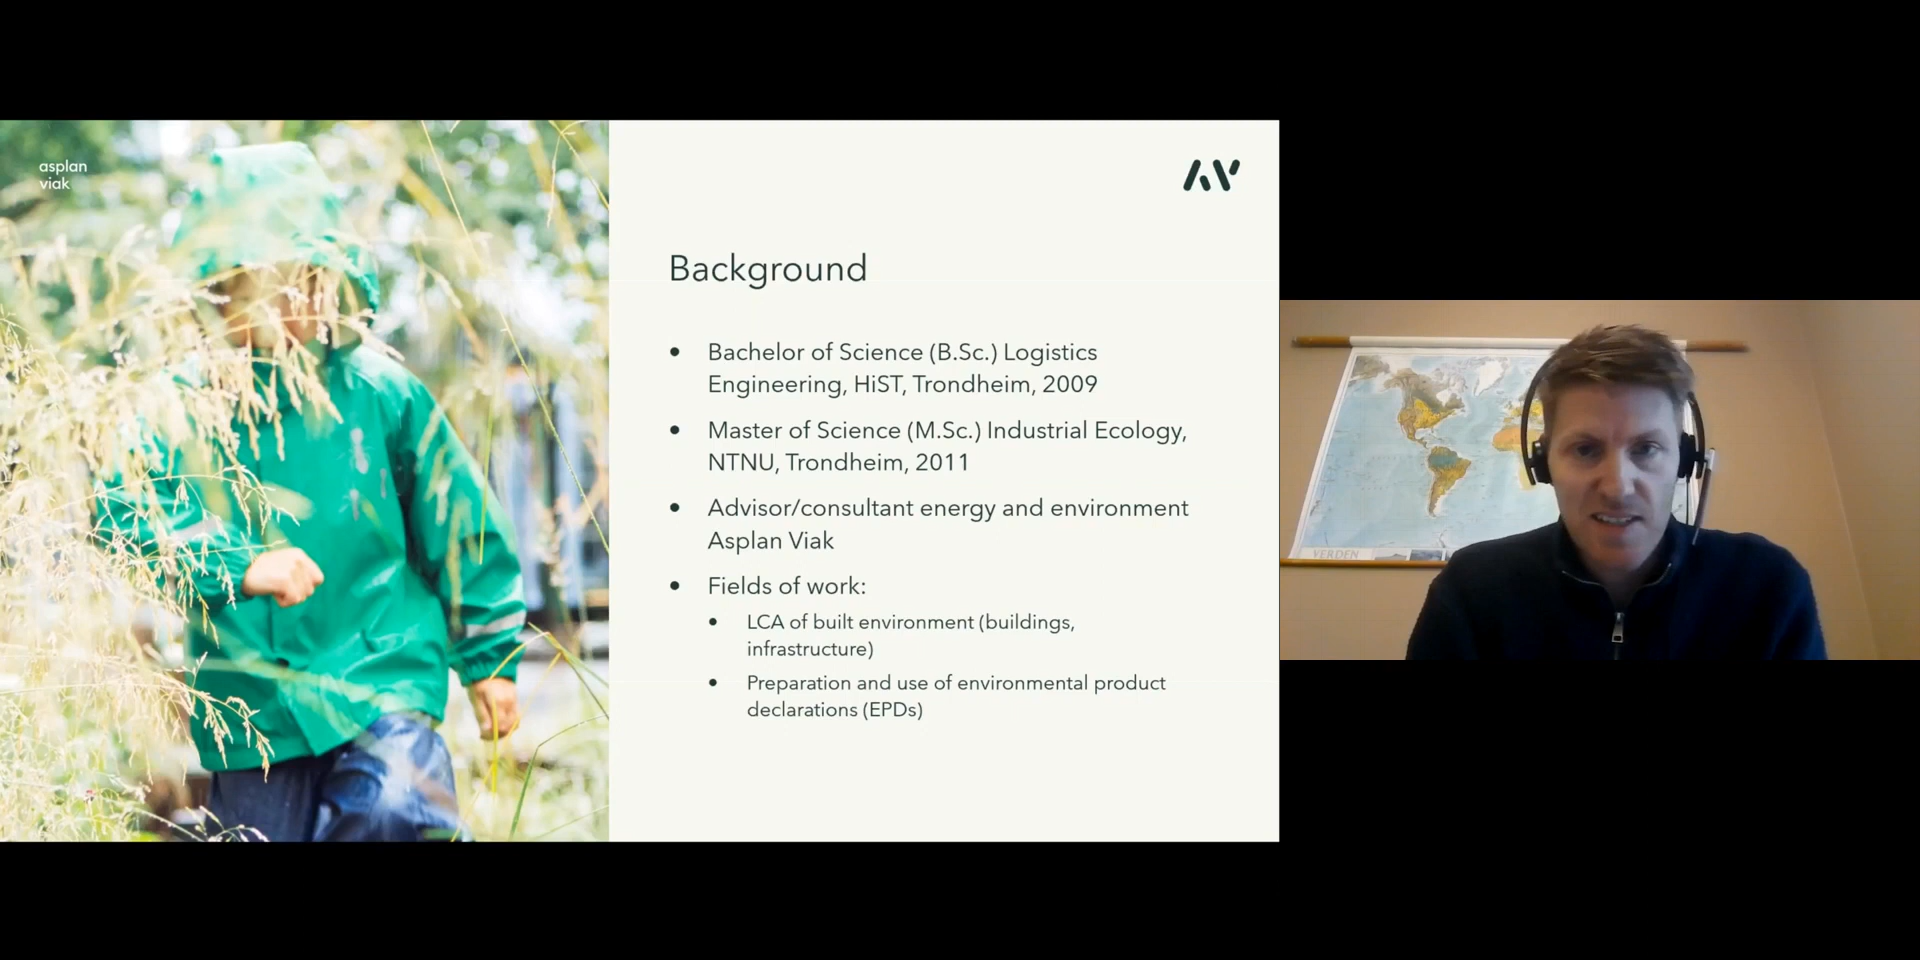 asplan
viak
Background
• Bachelor of Science (B.Sc.) Logistics
Engineering, HiST, Trondheim, 2009
• Master of Science (M.Sc.) Industrial Ecology,
NTNU, Trondheim, 2011
• Advisor/consultant energy and environment
Asplan Viak
• Fields of work:
• LCA of built environment (buildings,
infrastructure)
• Preparation and use of environmental product
declarations (EPDs)
VERDEN